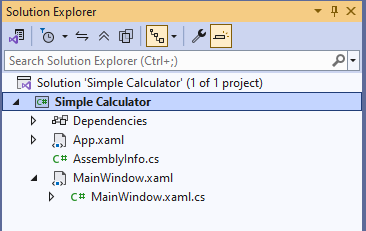 Solution Explorer
Search Solution Explorer (Ctrl+;)
Solution 'Simple Calculator' (1 of 1 project)
C# Simple Calculator
Dependencies
App.xaml
C# AssemblyInfo.cs
MainWindow.xaml
C# MainWindow.xaml.cs